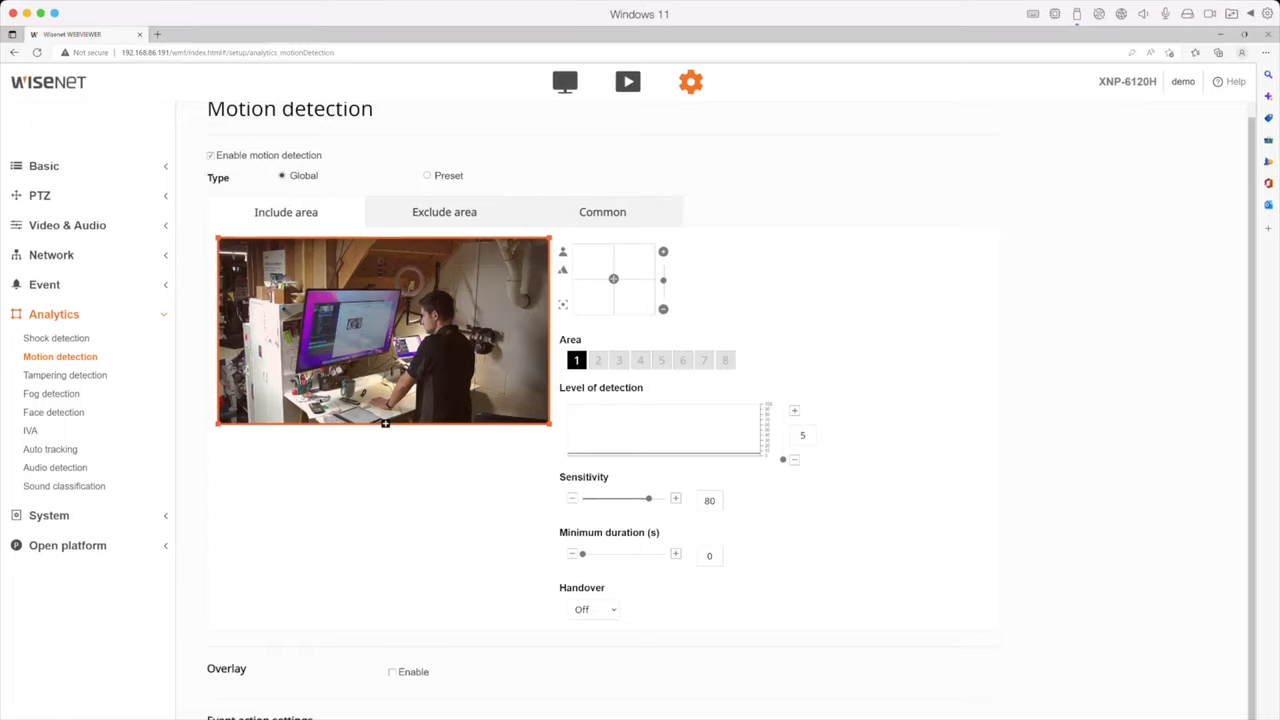 Windows 11
Wisenet WEBVIEWER
Not secure
192.168.86.191/wmf/index.html#/setup/analytics_motionDetection
WISENET
XNP-6120H
demo
Help
Motion detection
Basic
PTZ
Video & Audio
Network
Event
Analytics
Shock detection
Motion detection
Tampering detection
Fog detection
Face detection
IVA
Auto tracking
Audio detection
Sound classification
System
Open platform
Enable motion detection
Type
Global
Preset
Include area
Exclude area
Common
Area
1 2 3 4 5 6 7 8
Level of detection
5
Sensitivity
80
Minimum duration (s)
0
Handover
Off
Overlay
Enable
Event action settings